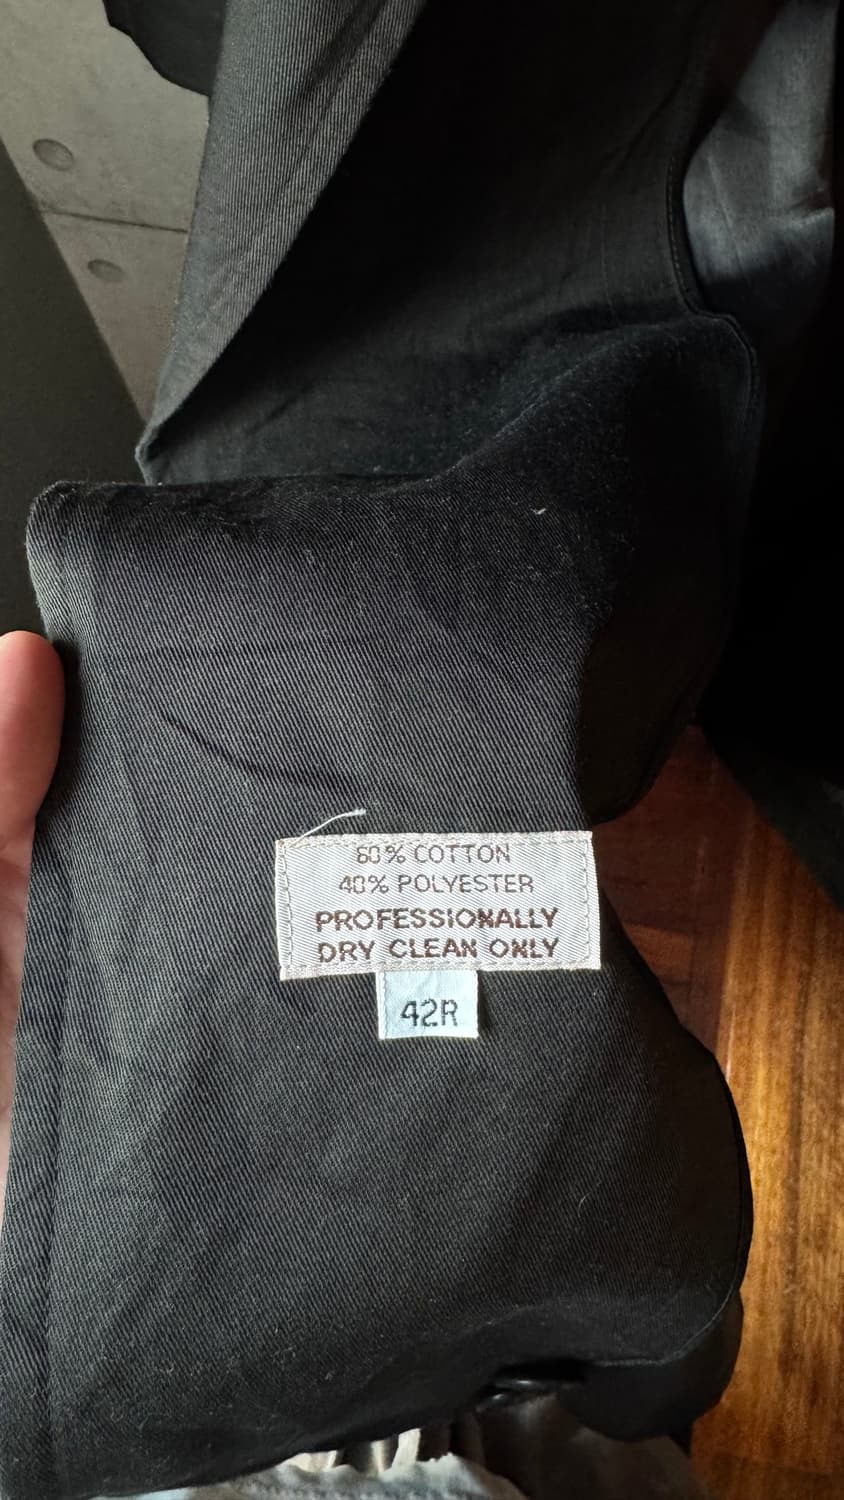 60% COTTON
40% POLYESTER
PROFESSIONALLY
DRY CLEAN ONLY
42R